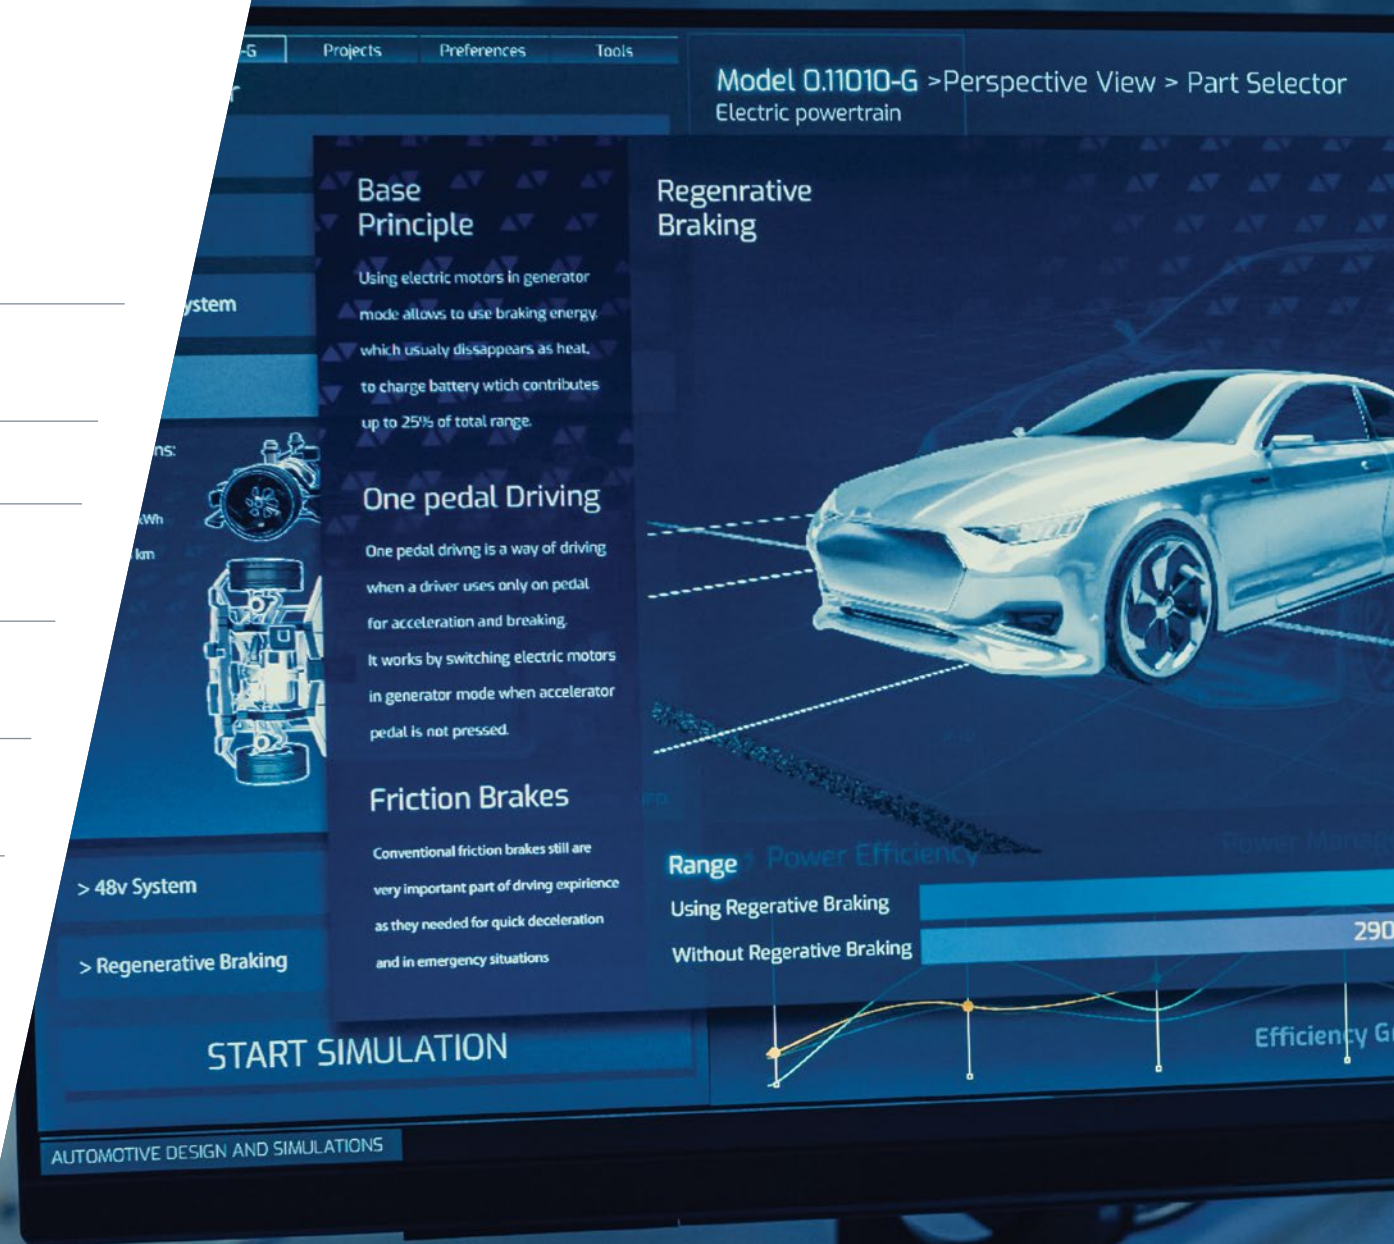 -G
Projects
Preferences
Tools
r
Model 0.11010-G >Perspective View > Part Selector
Electric powertrain
Base
Principle
Using electric motors in generator
mode allows to use braking energy.
which usualy dissappears as heat,
to charge battery wtich contributes
up to 25% of total range.
One pedal Driving
One pedal drivng is a way of driving
when a driver uses only on pedal
for acceleration and breaking.
It works by switching electric motors
in generator mode when accelerator
pedal is not pressed.
Friction Brakes
Conventional friction brakes still are
very important part of drving expirience
as they needed for quick deceleration
and in emergency situations
Regenrative
Braking
ystem
ns:
kWh
km
> 48v System
> Regenerative Braking
START SIMULATION
Range
Power Efficiency
Power Manag
Using Regerative Braking
Without Regerative Braking
290
Efficiency Gr
AUTOMOTIVE DESIGN AND SIMULATIONS